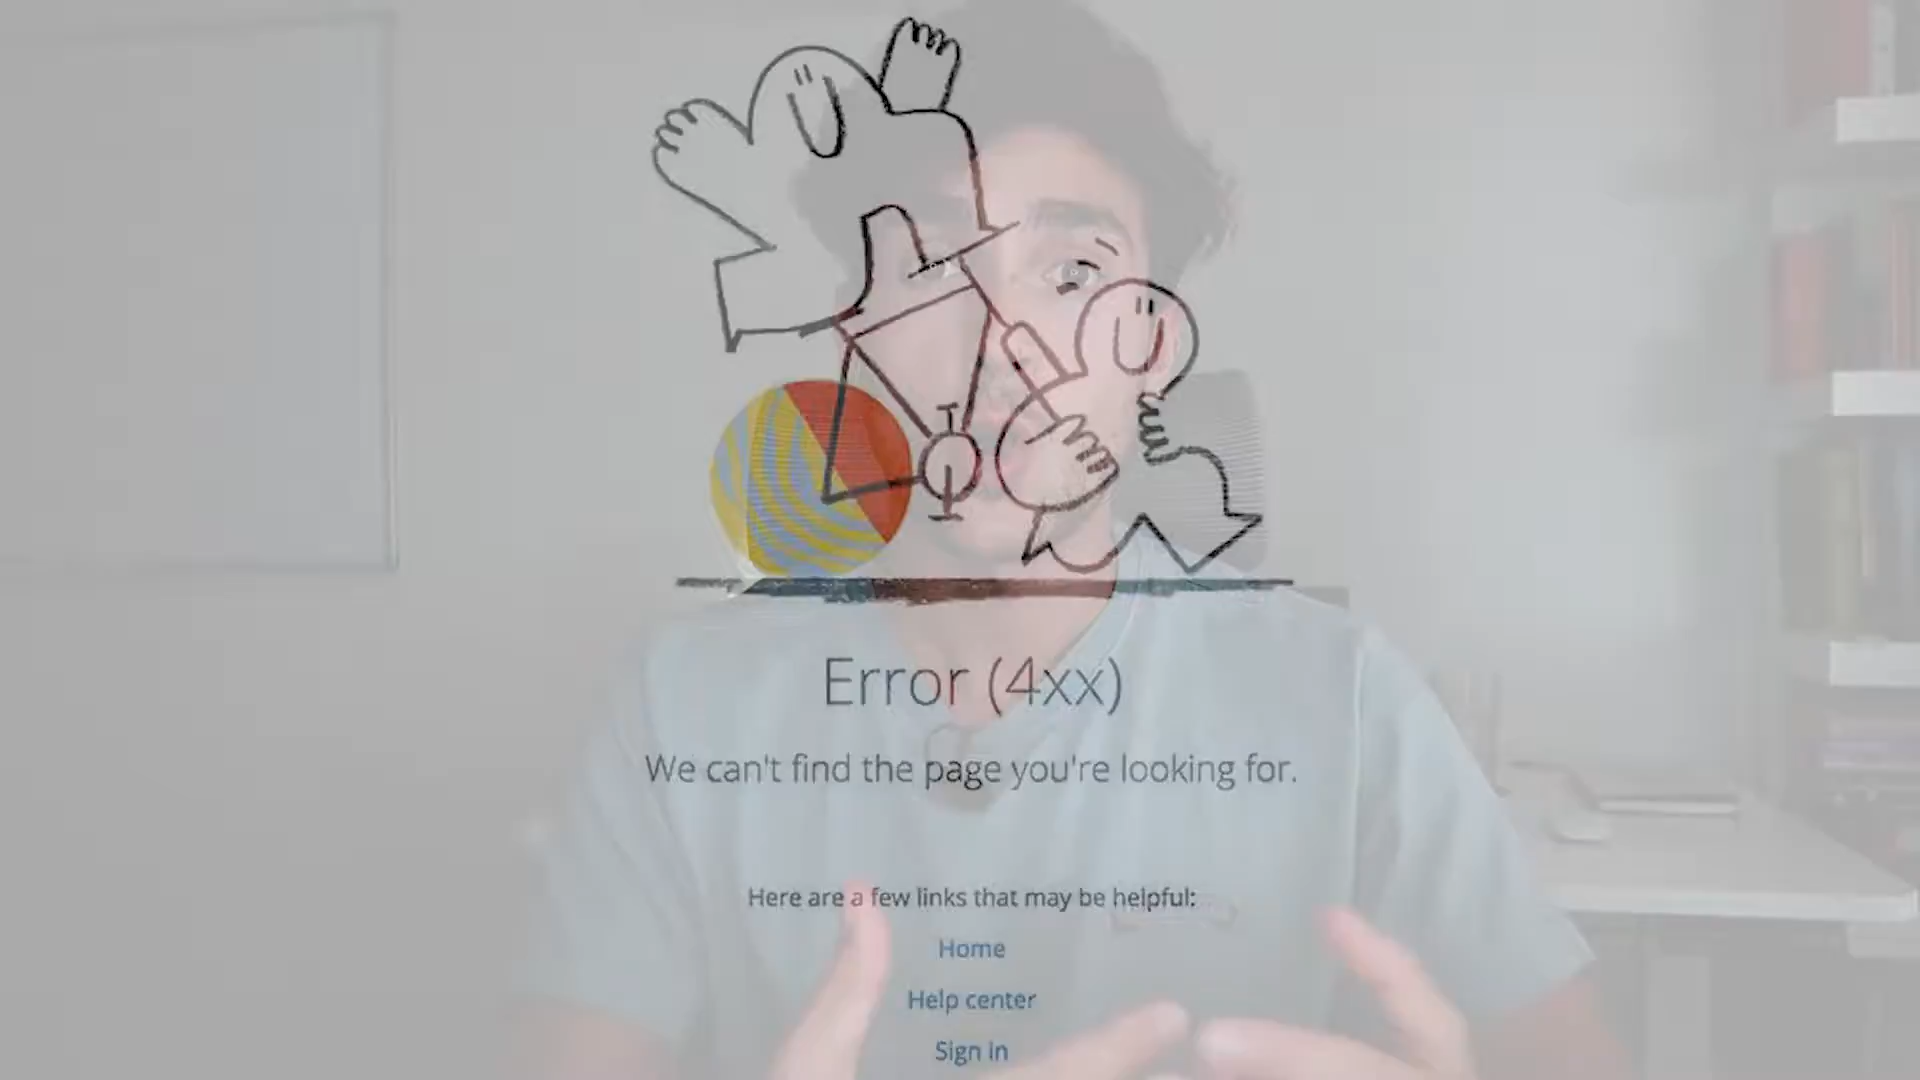 Error (4xx)
We can't find the page you're looking for.
Here are a few links that may be helpful:
Home
Help center
Sign in